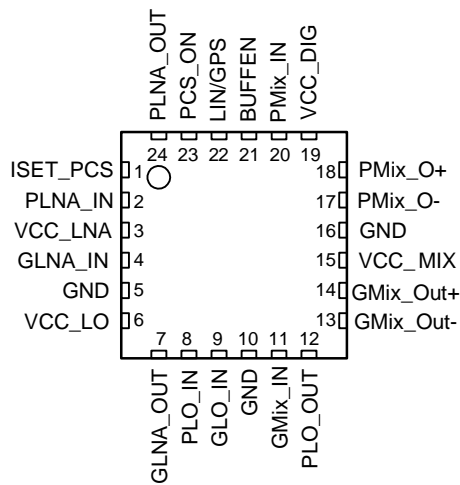 PLNA_OUT
PCS_ON
LIN/GPS
BUFFEN
PMix_IN
VCC_DIG
24 23 22 21 20 19
ISET_PCS 1
PLNA_IN 2
VCC_LNA 3
GLNA_IN 4
GND 5
VCC_LO 6
18 PMix_O+
17 PMix_O-
16 GND
15 VCC_MIX
14 GMix_Out+
13 GMix_Out-
7 8 9 10 11 12
GLNA_OUT
PLO_IN
GLO_IN
GND
GMix_IN
PLO_OUT